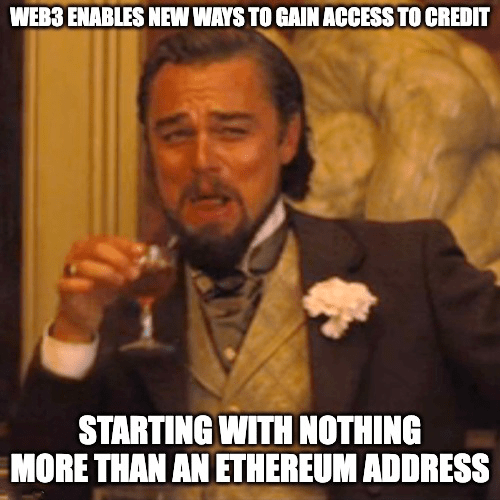 WEB3 ENABLES NEW WAYS TO GAIN ACCESS TO CREDIT
STARTING WITH NOTHING
MORE THAN AN ETHEREUM ADDRESS